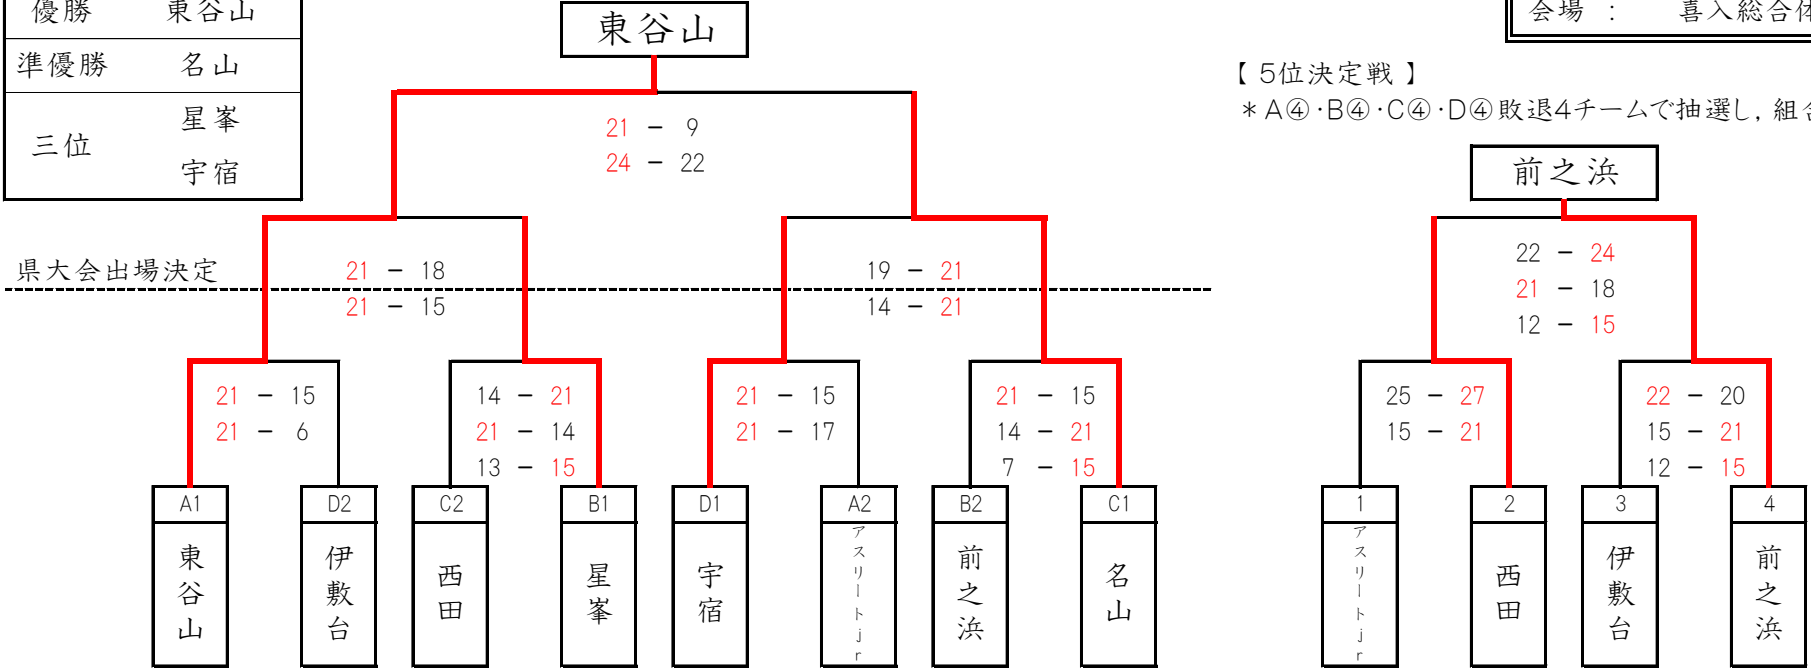 優勝 東谷山
準優勝 名山
三位 星峯
宇宿
東谷山
会場 : 喜入総合体
【 5位決定戦 】
＊A④·B④·C④·D④敗退4チームで抽選し, 組合
前之浜
21 － 9
24 － 22
県大会出場決定
21 － 18
21 － 15
19 － 21
14 － 21
22 － 24
21 － 18
12 － 15
21 － 15
21 － 6
14 － 21
21 － 14
13 － 15
21 － 15
21 － 17
21 － 15
14 － 21
7 － 15
25 － 27
15 － 21
22 － 20
15 － 21
12 － 15
A1
東谷山
D2
伊敷台
C2
西田
B1
星峯
D1
宇宿
A2
アスリートjr
B2
前之浜
C1
名山
1
アスリートjr
2
西田
3
伊敷台
4
前之浜